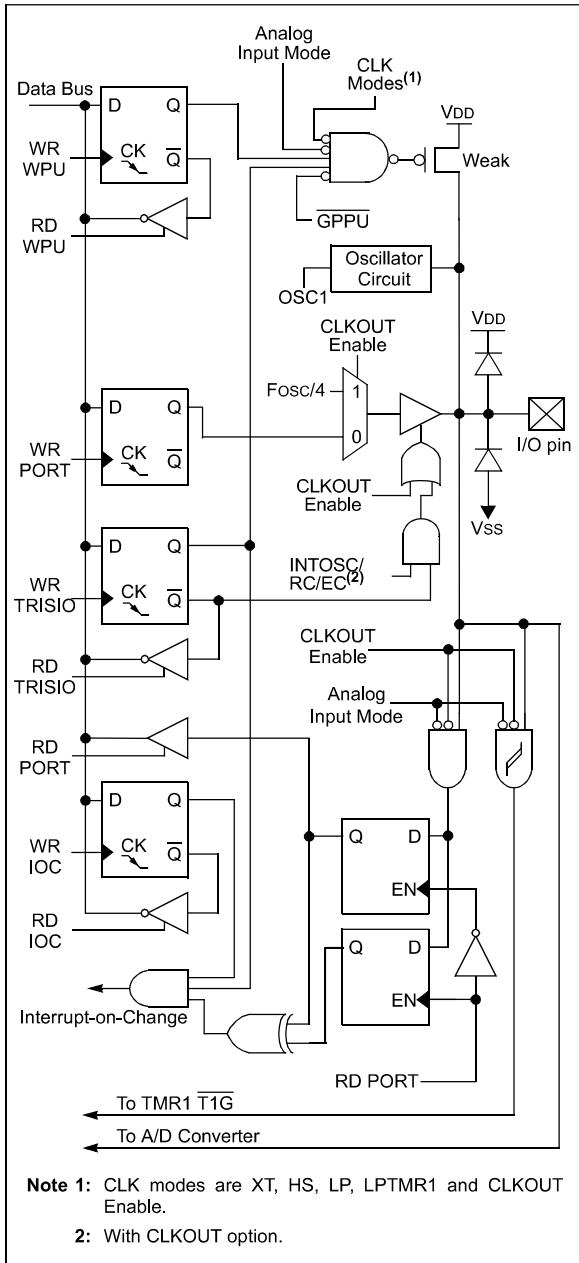 Analog
Input Mode
CLK
Modes(1)
VDD
Data Bus
D Q
WR
WPU
CK
Q
Weak
RD
WPU
GPPU
Oscillator
Circuit
OSC1
CLKOUT
Enable
VDD
Fosc/4
1
0
D Q
WR
PORT
CK
Q
I/O pin
CLKOUT
Enable
VSS
D Q
WR
TRISIO
CK
Q
INTOSC/
RC/EC(2)
RD
TRISIO
CLKOUT
Enable
Analog
Input Mode
RD
PORT
D Q
WR
IOC
CK
Q
Q D
EN
RD
IOC
Q D
EN
Interrupt-on-Change
RD PORT
To TMR1 T1G
To A/D Converter
Note 1: CLK modes are XT, HS, LP, LPTMR1 and CLKOUT
Enable.
2: With CLKOUT option.